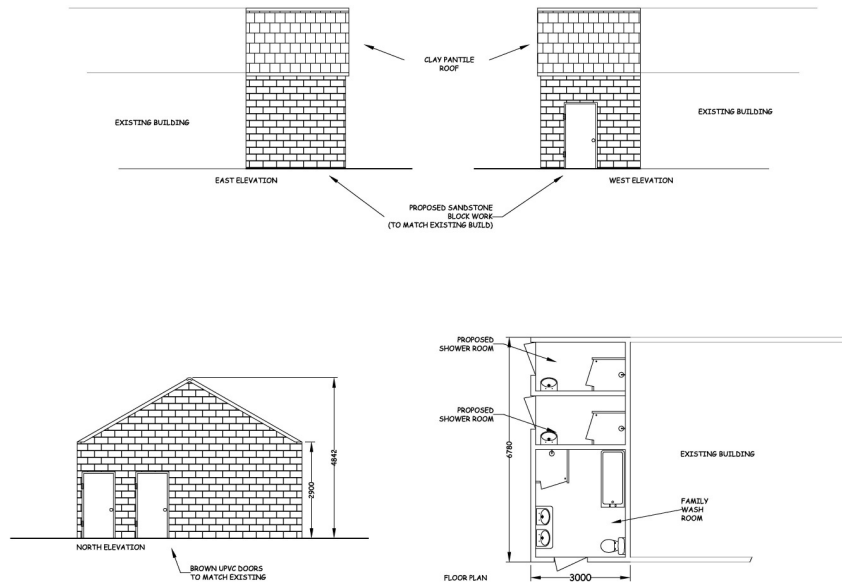 CLAY PANTILE
ROOF
EXISTING BUILDING
EXISTING BUILDING
EAST ELEVATION
WEST ELEVATION
PROPOSED SANDSTONE
BLOCK WORK
(TO MATCH EXISTING BUILD)
PROPOSED
SHOWER ROOM
PROPOSED
SHOWER ROOM
6780
4842
2900
EXISTING BUILDING
FAMILY
WASH
ROOM
NORTH ELEVATION
BROWN UPVC DOORS
TO MATCH EXISTING
FLOOR PLAN
3000